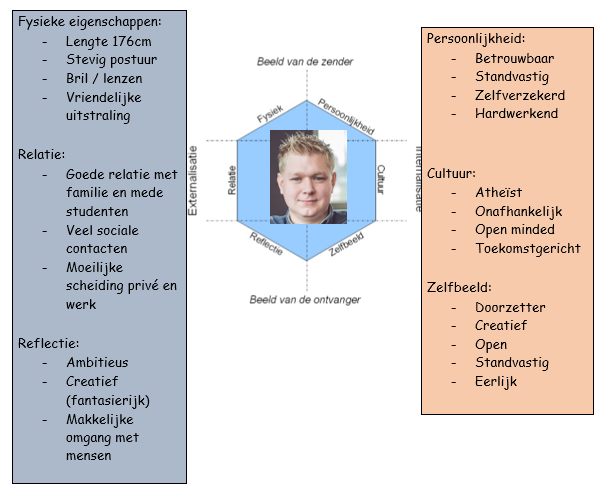 Fysieke eigenschappen:
- Lengte 176cm
- Stevig postuur
- Bril / lenzen
- Vriendelijke
uitstraling
Relatie:
- Goede relatie met
familie en mede
studenten
- Veel sociale
contacten
- Moeilijke
scheiding privé en
werk
Reflectie:
- Ambitieus
- Creatief
(fantasierijk)
- Makkelijke
omgang met
mensen
Beeld van de zender
Fysiek
Persoonlijkheid
Externalisatie
Relatie
Cultuur
Internalisatie
Reflectie
Zelfbeeld
Beeld van de ontvanger
Persoonlijkheid:
- Betrouwbaar
- Standvastig
- Zelfverzekerd
- Hardwerkend
Cultuur:
- Atheïst
- Onafhankelijk
- Open minded
- Toekomstgericht
Zelfbeeld:
- Doorzetter
- Creatief
- Open
- Standvastig
- Eerlijk